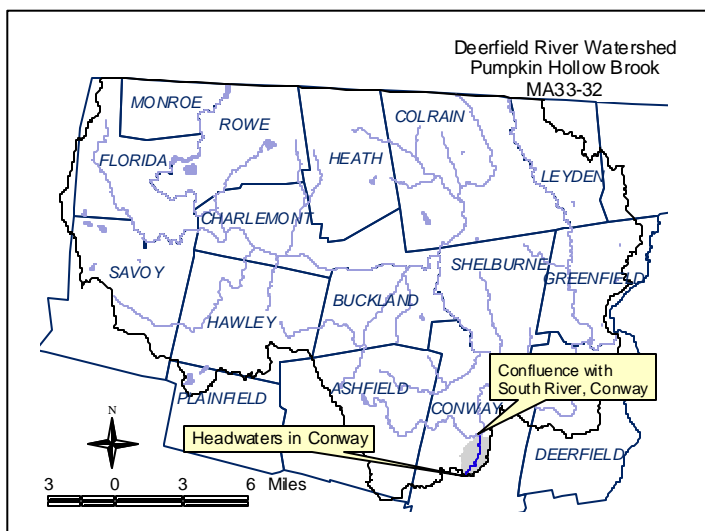 Deerfield River Watershed
Pumpkin Hollow Brook
MA33-32
MONROE
ROWE
COLRAIN
HEATH
FLORIDA
LEYDEN
CHARLEMONT
SHELBURNE
SAVOY
GREENFIELD
BUCKLAND
HAWLEY
Confluence with
South River, Conway
ASHFIELD
PLAINFIELD
CONWAY
N
Headwaters in Conway
DEERFIELD
3 0 3 6 Miles